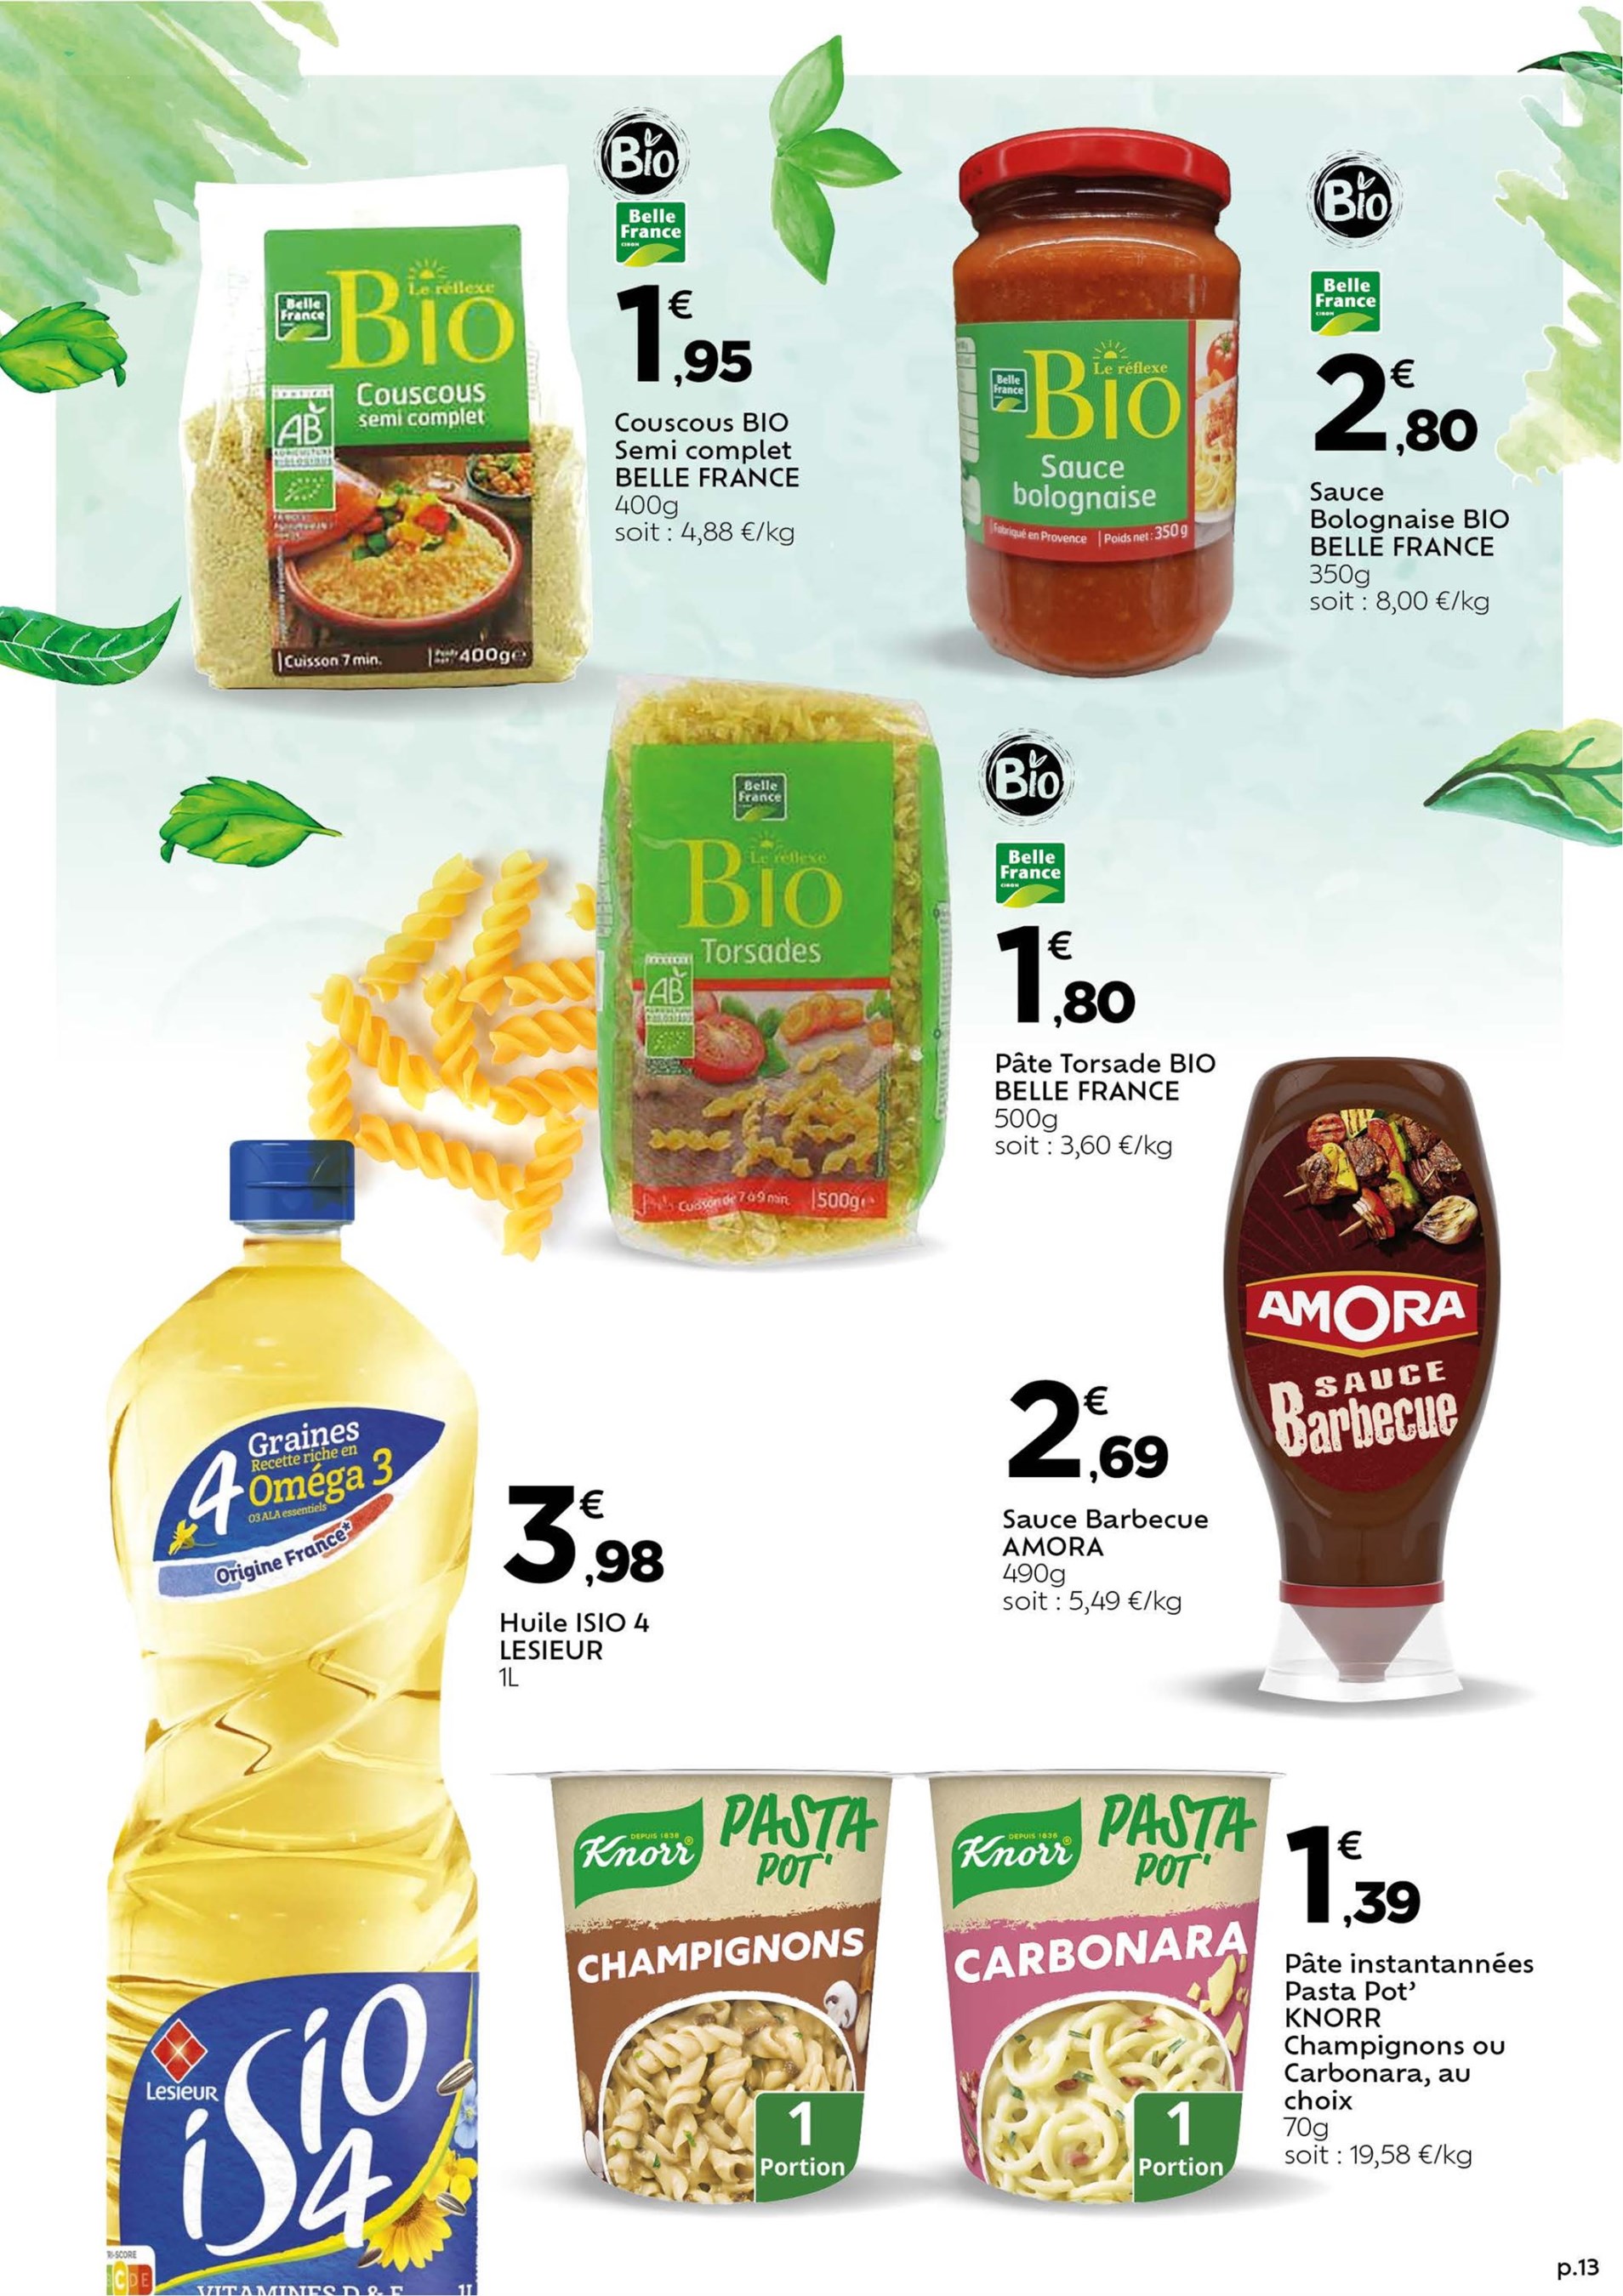 Bio
Belle
France
1€,95
Couscous BIO
Semi complet
BELLE FRANCE
400g
soit : 4,88 €/kg
Belle
France
Le réflexe
Bio
Couscous
semi complet
AB
AGRICULTURE
BIOLOGIQUE
Cuisson 7 min.
400g
Bio
Belle
France
2€,80
Sauce
Bolognaise BIO
BELLE FRANCE
350g
soit : 8,00 €/kg
Belle
France
Le réflexe
Bio
Sauce
bolognaise
Fabriqué en Provence
Poids net : 350 g
Bio
Belle
France
1€,80
Pâte Torsade BIO
BELLE FRANCE
500g
soit : 3,60 €/kg
Belle
France
Le réflexe
Bio
Torsades
AB
Cuisson de 7 à 9 min.
500g
AMORA
SAUCE
Barbecue
2€,69
Sauce Barbecue
AMORA
490g
soit : 5,49 €/kg
4 Graines
Recette riche en
Oméga 3
O3 ALA essentiels
Origine France*
3€,98
Huile ISIO 4
LESIEUR
1L
LESIEUR
iSiO
4
VITAMINES D & E
1L
C D E
Knorr®
DEPUIS 1838
PASTA
POT'
CHAMPIGNONS
1
Portion
Knorr®
DEPUIS 1838
PASTA
POT'
CARBONARA
1
Portion
1€,39
Pâte instantannées
Pasta Pot’
KNORR
Champignons ou
Carbonara, au
choix
70g
soit : 19,58 €/kg
p.13